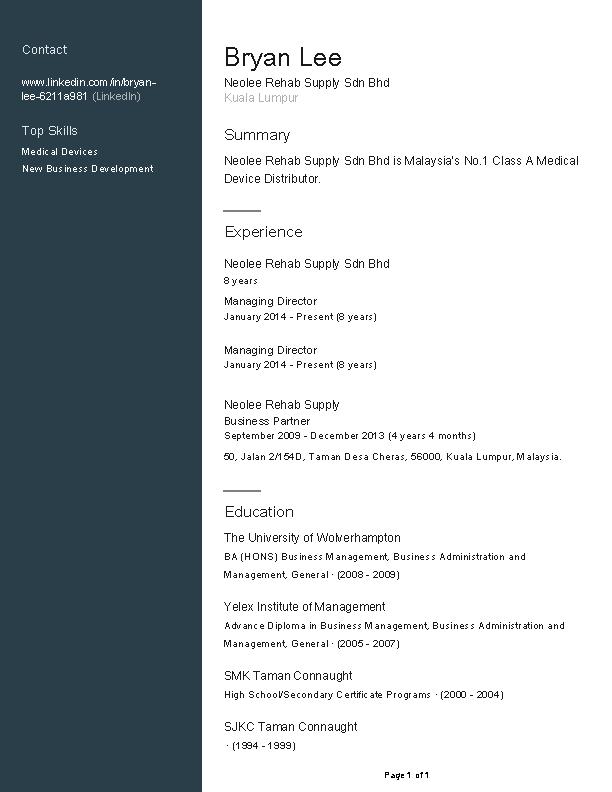 Contact
www.linkedin.com/in/bryan-
lee-6211a981 (LinkedIn)
Top Skills
Medical Devices
New Business Development
Bryan Lee
Neolee Rehab Supply Sdn Bhd
Kuala Lumpur
Summary
Neolee Rehab Supply Sdn Bhd is Malaysia's No.1 Class A Medical
Device Distributor.
Experience
Neolee Rehab Supply Sdn Bhd
8 years
Managing Director
January 2014 - Present (8 years)
Managing Director
January 2014 - Present (8 years)
Neolee Rehab Supply
Business Partner
September 2009 - December 2013 (4 years 4 months)
50, Jalan 2/154D, Taman Desa Cheras, 56000, Kuala Lumpur, Malaysia.
Education
The University of Wolverhampton
BA (HONS) Business Management, Business Administration and
Management, General · (2008 - 2009)
Yelex Institute of Management
Advance Diploma in Business Management, Business Administration and
Management, General · (2005 - 2007)
SMK Taman Connaught
High School/Secondary Certificate Programs · (2000 - 2004)
SJKC Taman Connaught
· (1994 - 1999)
Page 1 of 1